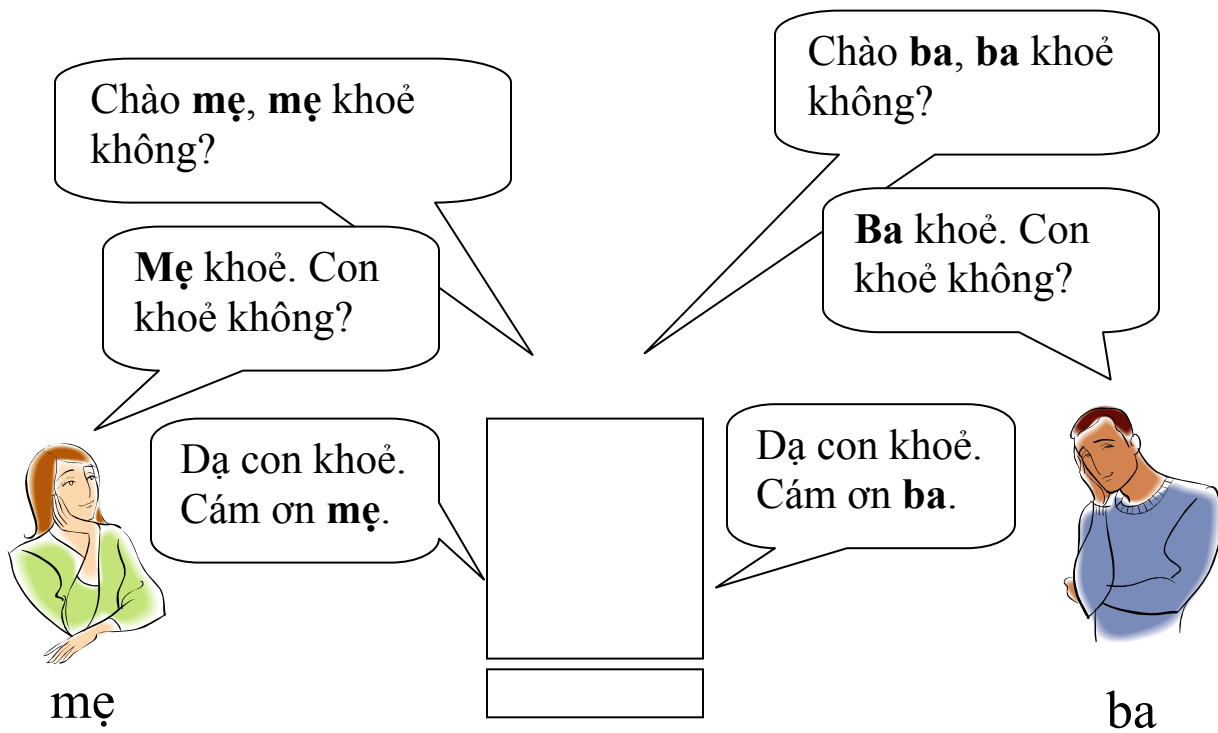 Chào mẹ, mẹ khoẻ
không?
Mẹ khoẻ. Con
khoẻ không?
Dạ con khoẻ.
Cám ơn mẹ.
mẹ
Chào ba, ba khoẻ
không?
Ba khoẻ. Con
khoẻ không?
Dạ con khoẻ.
Cám ơn ba.
ba